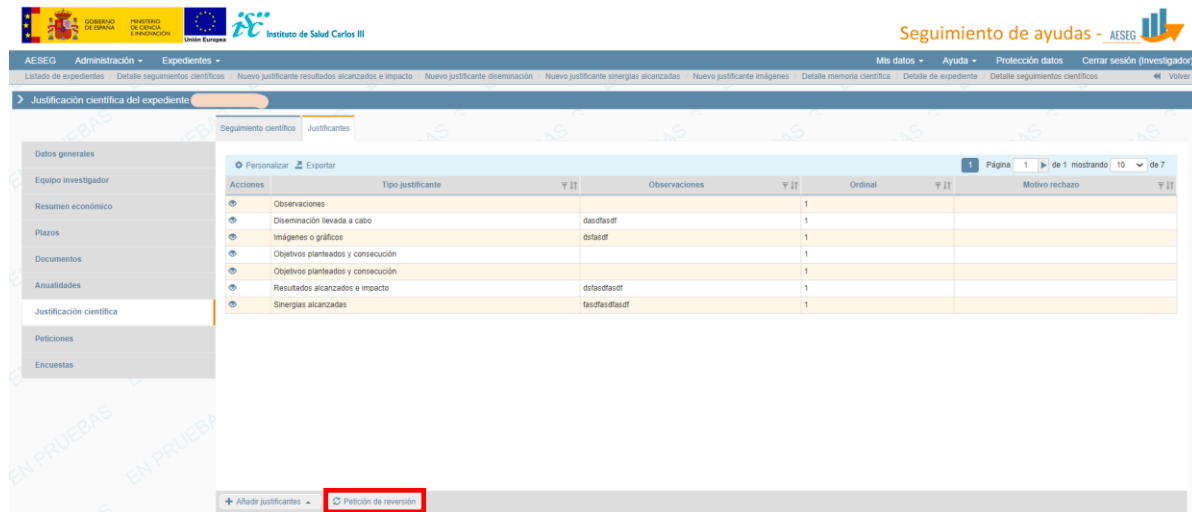 GOBIERNO DE ESPAÑA
MINISTERIO DE CIENCIA E INNOVACIÓN
Unión Europea
isc Instituto de Salud Carlos III
Seguimiento de ayudas - AESEG
AESEG Administración Expedientes Mis datos Ayuda Protección datos Cerrar sesión (Investigador)
Listado de expedientes / Detalle seguimientos científicos / Nuevo justificante resultados alcanzados e impacto / Nuevo justificante diseminación / Nuevo justificante sinergias alcanzadas / Nuevo justificante imágenes / Detalle memoria científica / Detalle de expediente / Detalle seguimientos científicos Volver
Justificación científica del expediente
Seguimiento científico Justificantes
Datos generales
Equipo investigador
Resumen económico
Plazos
Documentos
Anualidades
Justificación científica
Peticiones
Encuestas
Personalizar Exportar 1 Página 1 de 1 mostrando 10 de 7
Acciones Tipo justificante Observaciones Ordinal Motivo rechazo
Observaciones 1
Diseminación llevada a cabo dasdfasdf 1
Imágenes o gráficos dsfasdf 1
Objetivos planteados y consecución 1
Objetivos planteados y consecución 1
Resultados alcanzados e impacto dsfasdfasdf 1
Sinergias alcanzadas fasdfasdfasdf 1
Añadir justificantes Petición de reversión
EN PRUEBAS
EN PRUEBAS